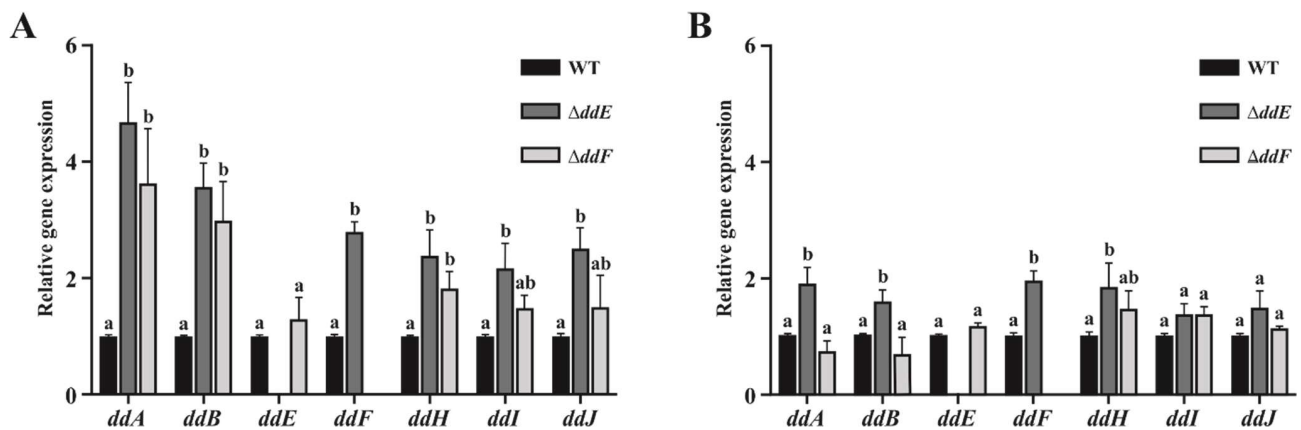 A
Relative gene expression
6
4
2
0
WT
ΔddE
ΔddF
a b b
a b b
a a
a b
a b b
a b ab
a b ab
ddA ddB ddE ddF ddH ddI ddJ
B
Relative gene expression
6
4
2
0
WT
ΔddE
ΔddF
a b a
a b a
a a
a b
a b ab
a a a
a a a
ddA ddB ddE ddF ddH ddI ddJ